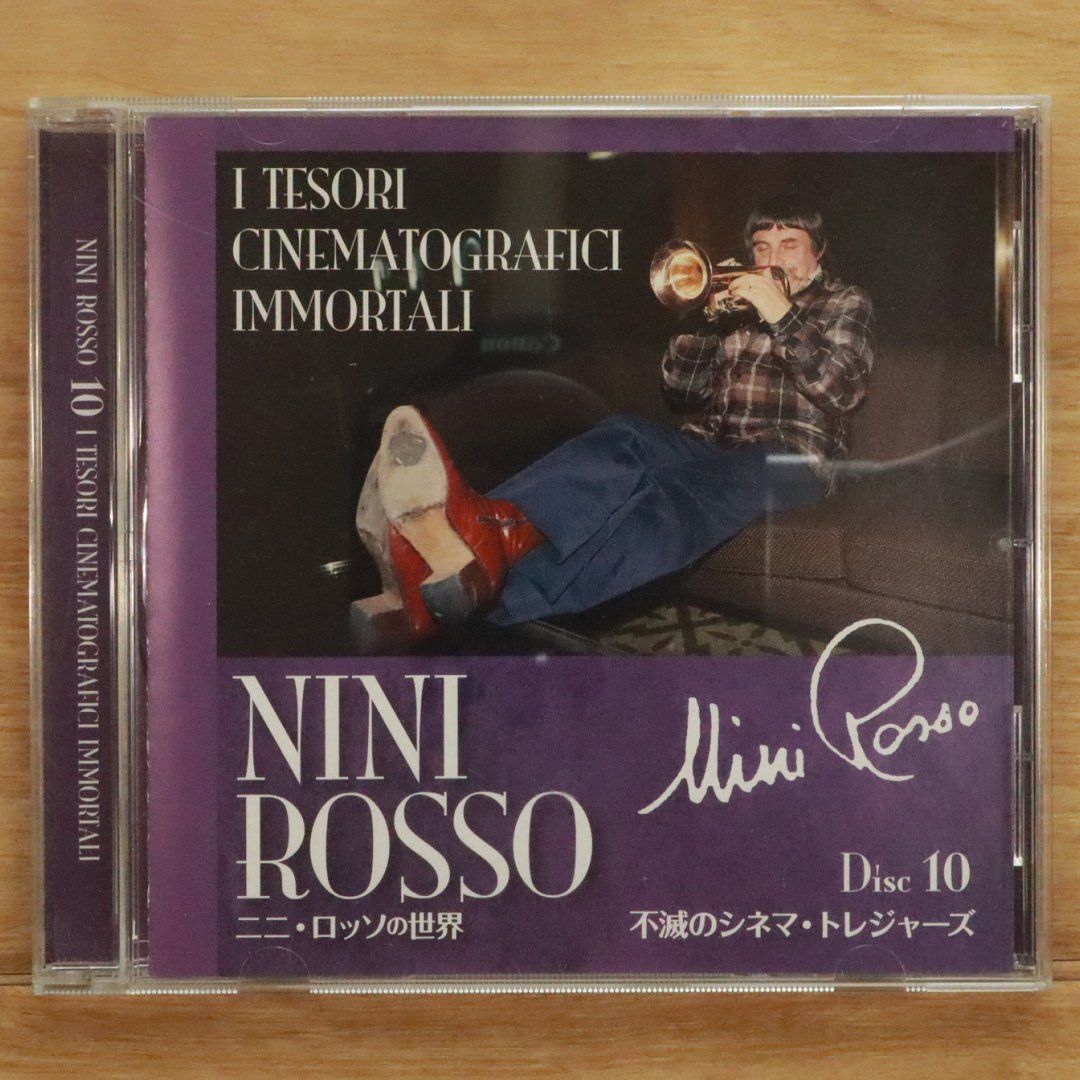 NINI ROSSO 10 I TESORI CINEMATOGRAFICI IMMORTALI
I TESORI
CINEMATOGRAFICI
IMMORTALI
Canon
NINI
ROSSO
Nini Rosso
Disc 10
ニニ・ロッソの世界
不滅のシネマ・トレジャーズ